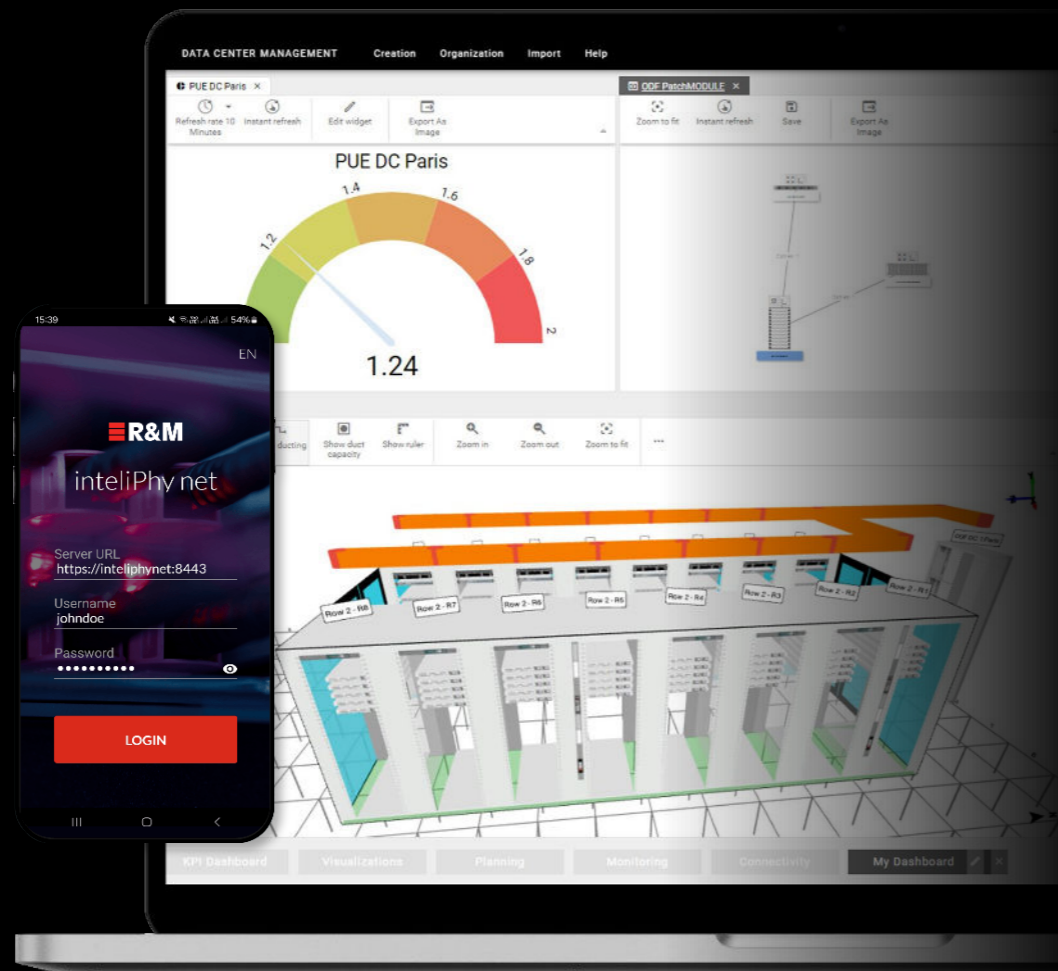 DATA CENTER MANAGEMENT Creation Organization Import Help
PUE DC Paris
ODF PatchMODULE
Refresh rate 10 Minutes
Instant refresh
Edit widget
Export As Image
Zoom to fit
Instant refresh
Save
Export As Image
PUE DC Paris
1.2
1.4
1.6
1.8
2
1.24
ducting
Show duct capacity
Show ruler
Zoom in
Zoom out
Zoom to fit
Row 2 - R8
Row 2 - R7
Row 2 - R6
Row 2 - R5
Row 2 - R4
Row 2 - R3
Row 2 - R2
Row 2 - R1
KPI Dashboard
Visualizations
Planning
Monitoring
Connectivity
My Dashboard
15:39
54%
EN
R&M
inteliPhy net
Server URL
https://inteliphynet:8443
Username
johndoe
Password
LOGIN